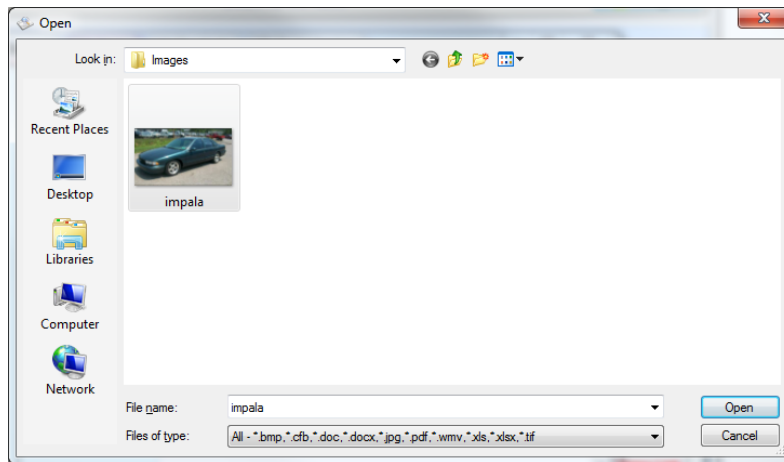 Open
Look in:
Images
Recent Places
Desktop
Libraries
Computer
Network
impala
File name:
impala
Open
Files of type:
All - *.bmp,*.cfb,*.doc,*.docx,*.jpg,*.pdf,*.wmv,*.xls,*.xlsx,*.tif
Cancel